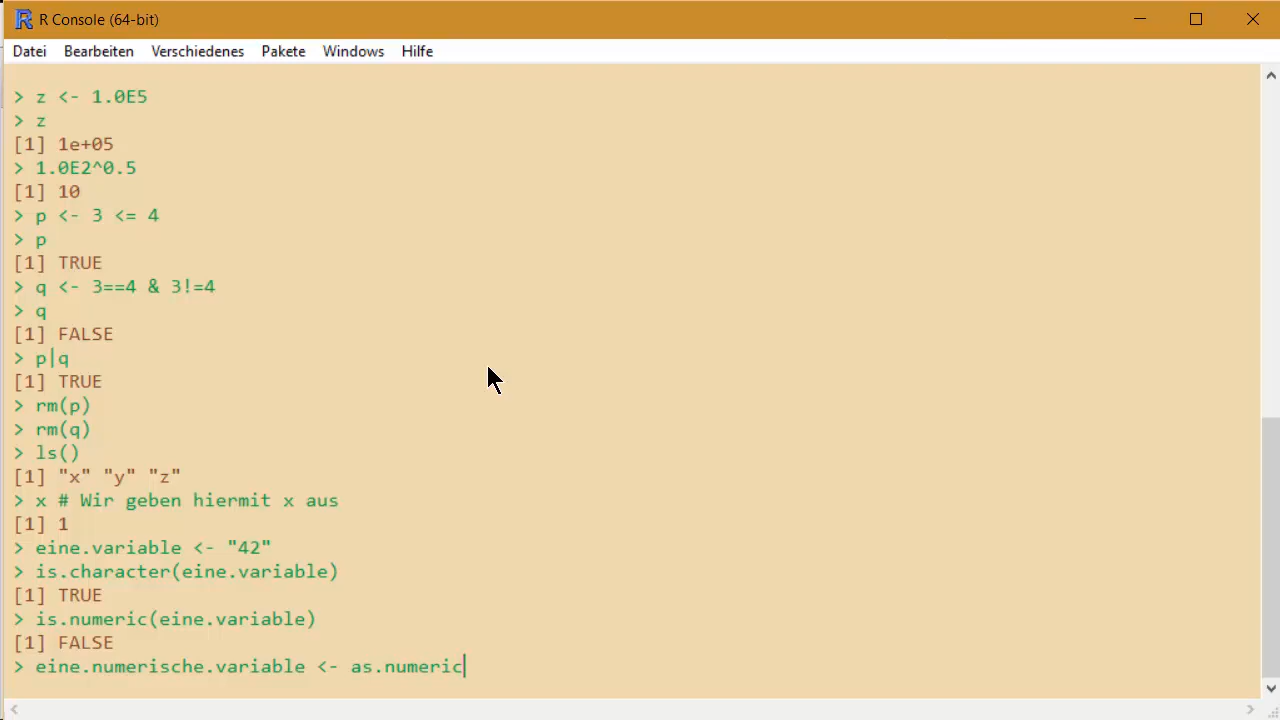 R Console (64-bit)
Datei Bearbeiten Verschiedenes Pakete Windows Hilfe
> z <- 1.0E5
> z
[1] 1e+05
> 1.0E2^0.5
[1] 10
> p <- 3 <= 4
> p
[1] TRUE
> q <- 3==4 & 3!=4
> q
[1] FALSE
> p|q
[1] TRUE
> rm(p)
> rm(q)
> ls()
[1] "x" "y" "z"
> x # Wir geben hiermit x aus
[1] 1
> eine.variable <- "42"
> is.character(eine.variable)
[1] TRUE
> is.numeric(eine.variable)
[1] FALSE
> eine.numerische.variable <- as.numeric